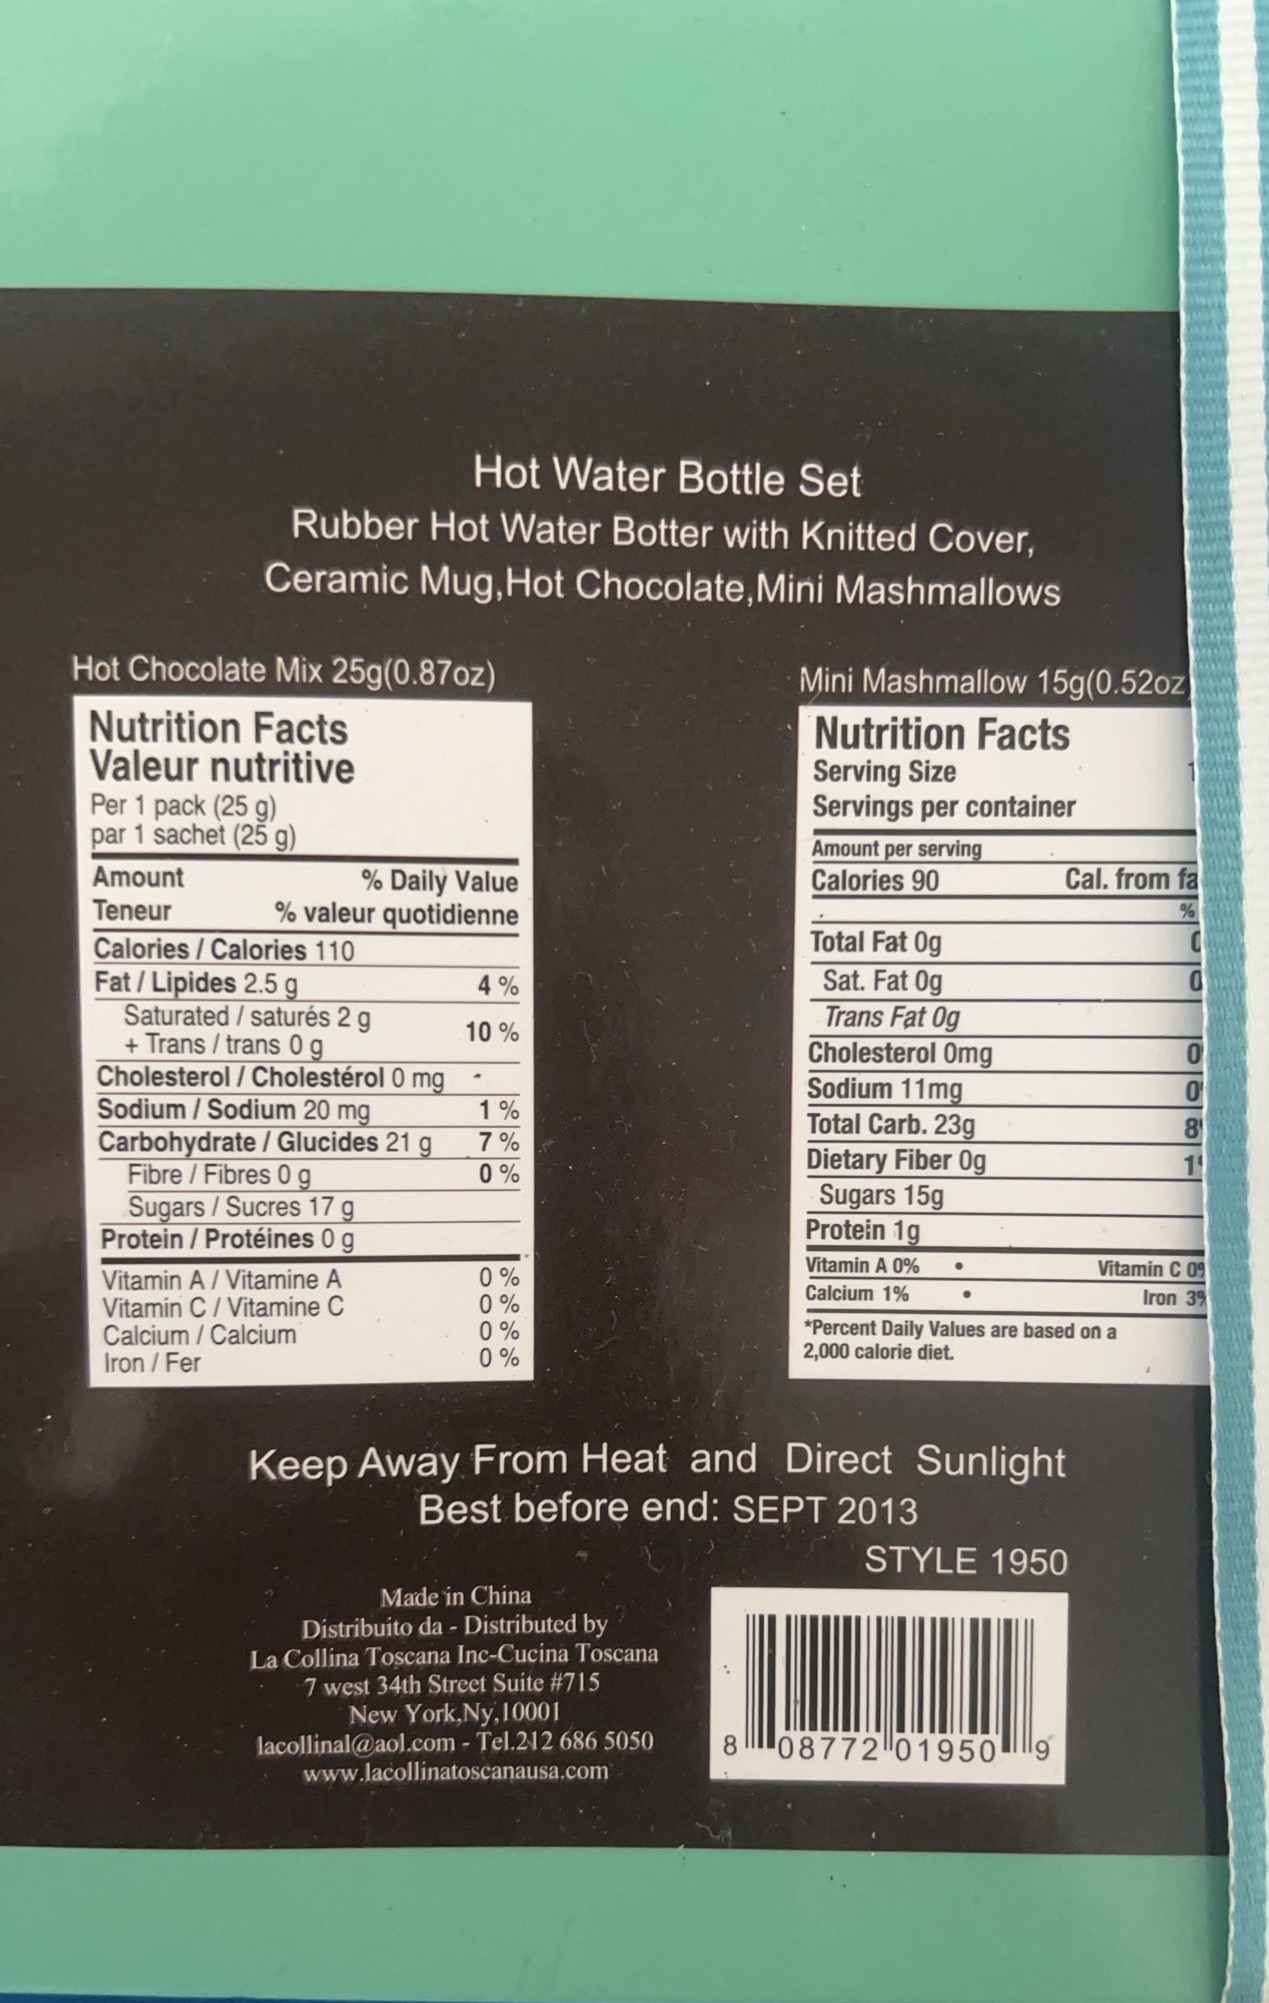 Hot Water Bottle Set
Rubber Hot Water Botter with Knitted Cover,
Ceramic Mug,Hot Chocolate,Mini Mashmallows
Hot Chocolate Mix 25g(0.87oz)
Nutrition Facts
Valeur nutritive
Per 1 pack (25 g)
par 1 sachet (25 g)
Amount % Daily Value
Teneur % valeur quotidienne
Calories / Calories 110
Fat / Lipides 2.5 g 4 %
Saturated / saturés 2 g
+ Trans / trans 0 g 10 %
Cholesterol / Cholestérol 0 mg -
Sodium / Sodium 20 mg 1 %
Carbohydrate / Glucides 21 g 7 %
Fibre / Fibres 0 g 0 %
Sugars / Sucres 17 g
Protein / Protéines 0 g
Vitamin A / Vitamine A 0 %
Vitamin C / Vitamine C 0 %
Calcium / Calcium 0 %
Iron / Fer 0 %
Mini Mashmallow 15g(0.52oz
Nutrition Facts
Serving Size
Servings per container
Amount per serving
Calories 90 Cal. from
%
Total Fat 0g 0
Sat. Fat 0g 0
Trans Fat 0g
Cholesterol 0mg 0
Sodium 11mg 0
Total Carb. 23g 8
Dietary Fiber 0g 1
Sugars 15g
Protein 1g
Vitamin A 0% • Vitamin C 0%
Calcium 1% • Iron 3%
*Percent Daily Values are based on a
2,000 calorie diet.
Keep Away From Heat and Direct Sunlight
Best before end: SEPT 2013
STYLE 1950
Made in China
Distribuito da - Distributed by
La Collina Toscana Inc-Cucina Toscana
7 west 34th Street Suite #715
New York,Ny,10001
lacollinal@aol.com - Tel.212 686 5050
www.lacollinatoscanausa.com
8 08772 01950 9